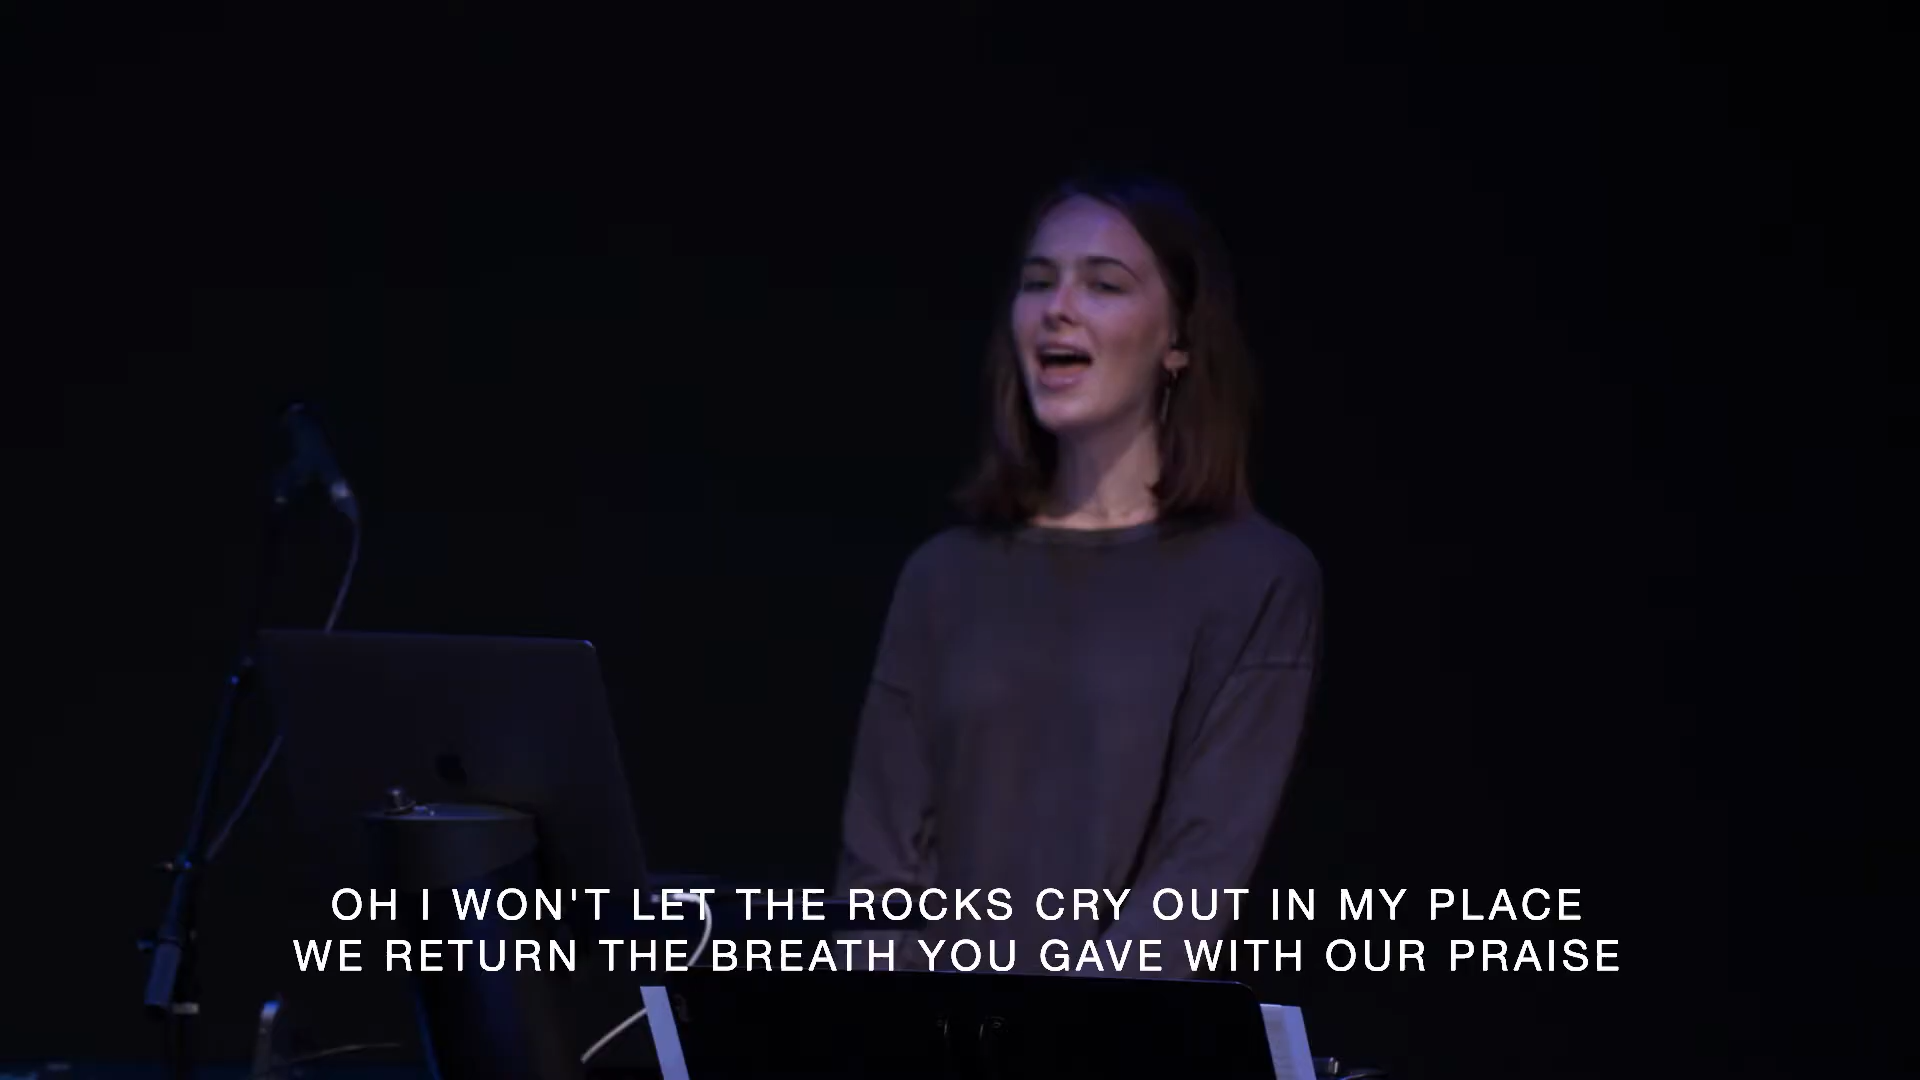 OH I WON'T LET THE ROCKS CRY OUT IN MY PLACE
WE RETURN THE BREATH YOU GAVE WITH OUR PRAISE